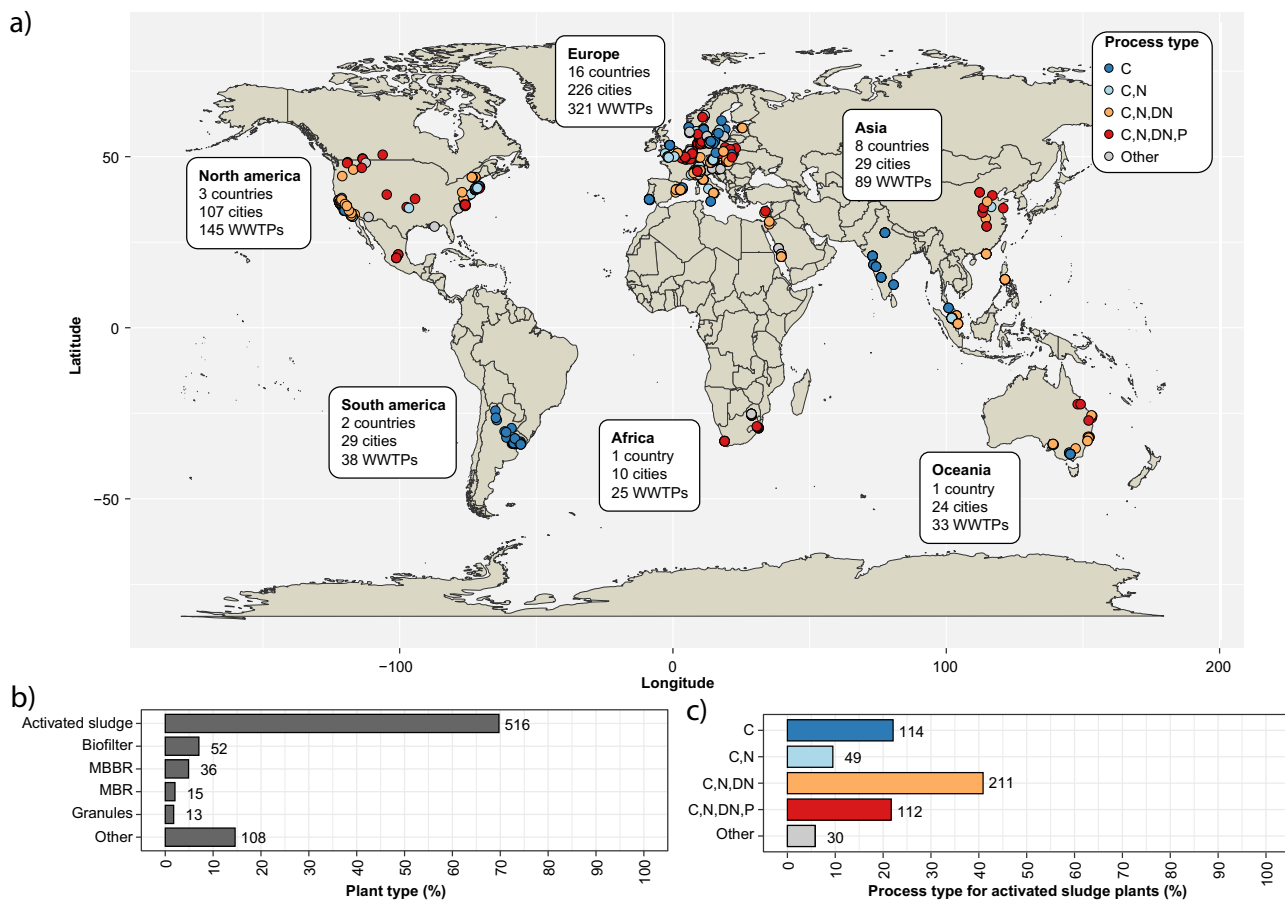 a)
Europe
16 countries
226 cities
321 WWTPs
Process type
C
C,N
C,N,DN
C,N,DN,P
Other
Asia
8 countries
29 cities
89 WWTPs
North america
3 countries
107 cities
145 WWTPs
South america
2 countries
29 cities
38 WWTPs
Africa
1 country
10 cities
25 WWTPs
Oceania
1 country
24 cities
33 WWTPs
Latitude
50
0
−50
−100
0
100
200
Longitude
b)
Activated sludge
516
Biofilter
52
MBBR
36
MBR
15
Granules
13
Other
108
0
10
20
30
40
50
60
70
80
90
100
Plant type (%)
c)
C
114
C,N
49
C,N,DN
211
C,N,DN,P
112
Other
30
0
10
20
30
40
50
60
70
80
90
100
Process type for activated sludge plants (%)